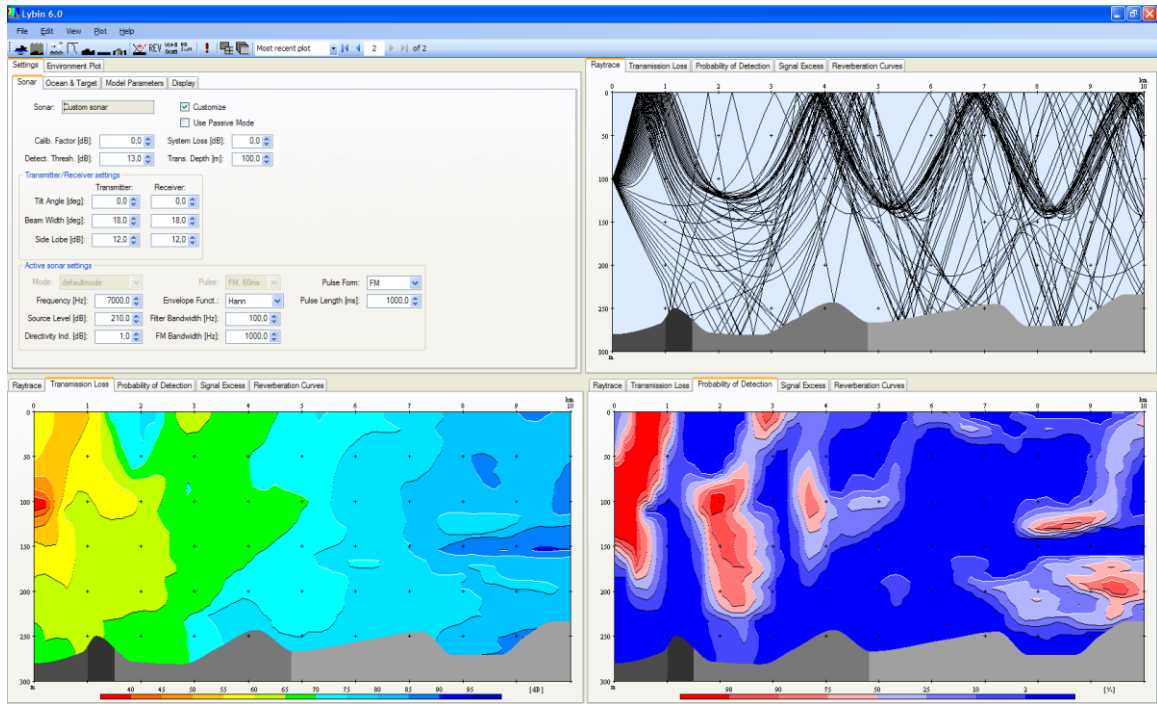 Lybin 6.0
File Edit View Plot Help
REV Most recent plot 2 of 2
Settings Environment Plot
Sonar Ocean & Target Model Parameters Display
Sonar: Custom sonar Customize
Use Passive Mode
Calib. Factor [dB]: 0,0 System Loss [dB]: 0,0
Detect. Thresh. [dB]: 13,0 Trans. Depth [m]: 100,0
Transmitter/Receiver settings
Transmitter: Receiver:
Tilt Angle [deg]: 0,0 0,0
Beam Width [deg]: 18,0 18,0
Side Lobe [dB]: 12,0 12,0
Active sonar settings
Mode: defaultmode Pulse: FM, 60ms Pulse Form: FM
Frequency [Hz]: 7000,0 Envelope Funct.: Hann Pulse Length [ms]: 1000,0
Source Level [dB]: 210,0 Filter Bandwidth [Hz]: 100,0
Directivity Ind. [dB]: 1,0 FM Bandwidth [Hz]: 1000,0
Raytrace Transmission Loss Probability of Detection Signal Excess Reverberation Curves
km
0 1 2 3 4 5 6 7 8 9 10
0
50
100
150
200
250
300
m
Raytrace Transmission Loss Probability of Detection Signal Excess Reverberation Curves
km
0 1 2 3 4 5 6 7 8 9 10
0
50
100
150
200
250
300
m
40 45 50 55 60 65 70 75 80 85 90 95 [dB]
Raytrace Transmission Loss Probability of Detection Signal Excess Reverberation Curves
km
0 1 2 3 4 5 6 7 8 9 10
0
50
100
150
200
250
300
m
98 90 75 50 25 10 2 [%]